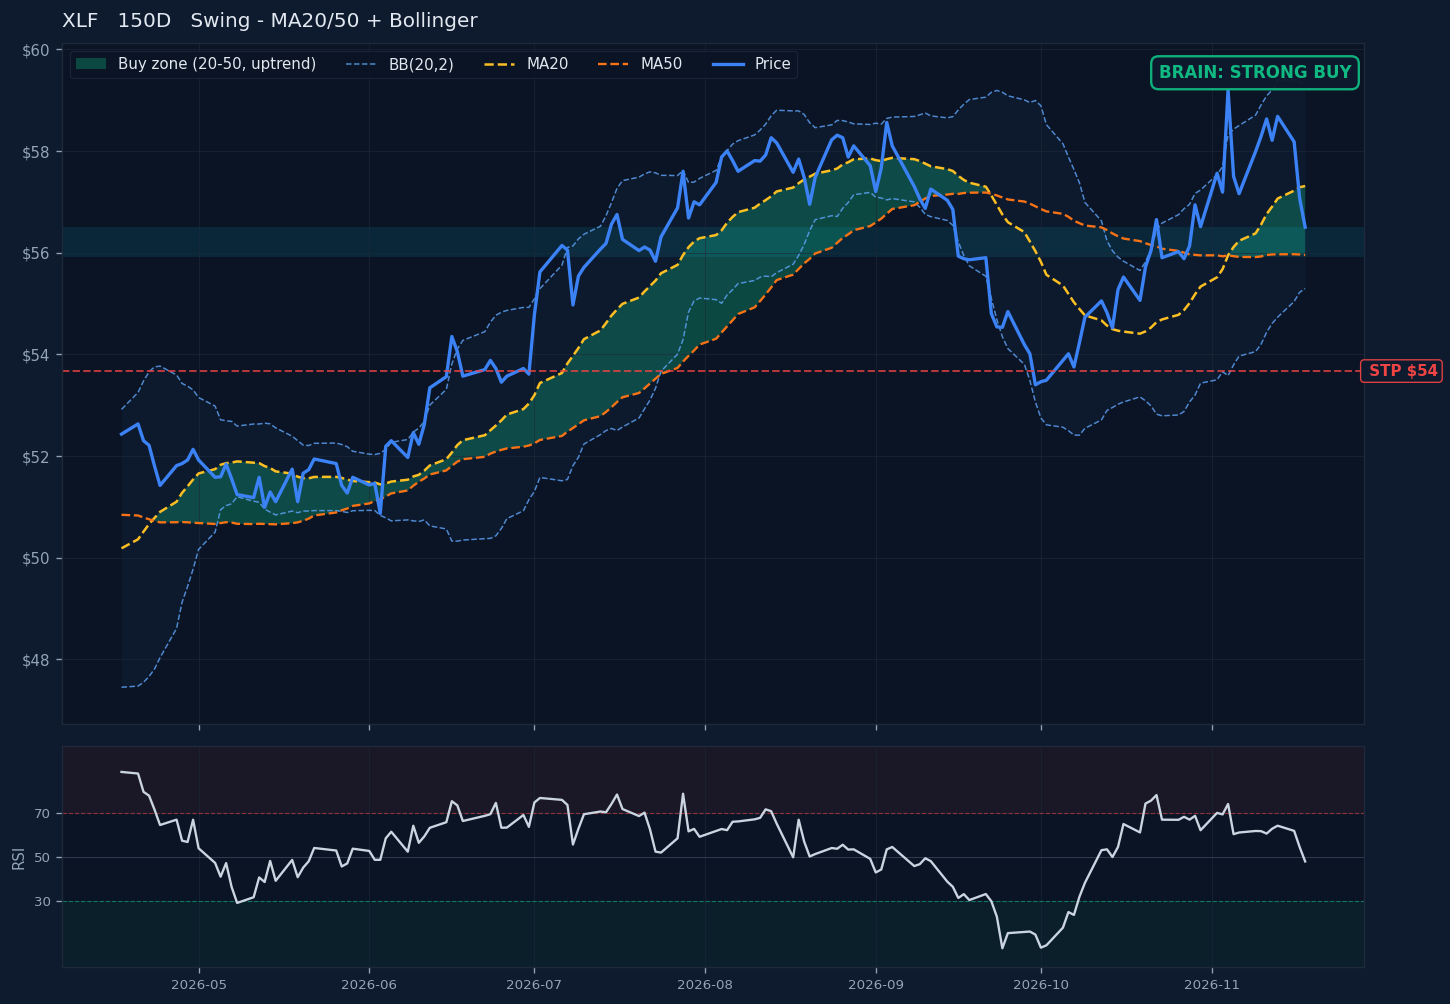 XLF   150D   Swing - MA20/50 + Bollinger
Buy zone (20-50, uptrend)   BB(20,2)   MA20   MA50   Price
BRAIN: STRONG BUY
$60
$58
$56
$54
$52
$50
$48
STP $54
RSI
70
50
30
2026-05   2026-06   2026-07   2026-08   2026-09   2026-10   2026-11